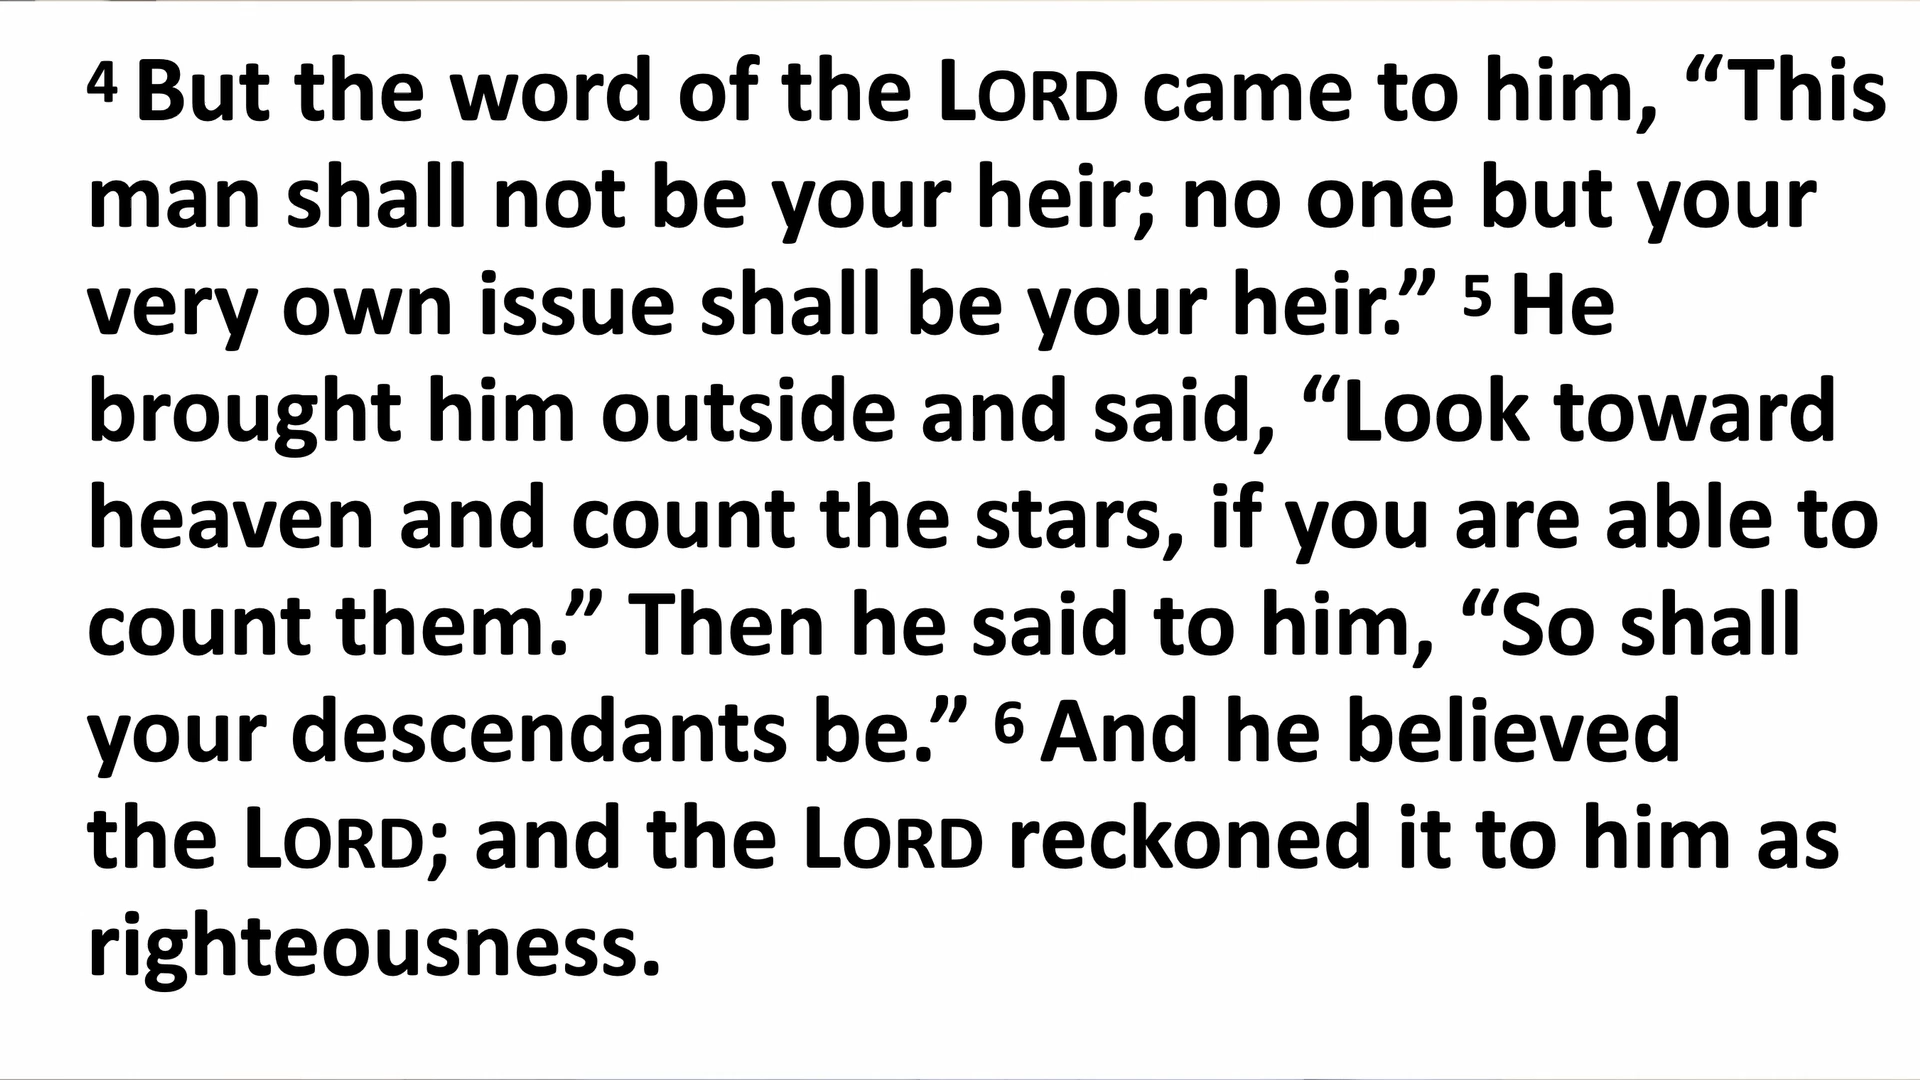 4 But the word of the LORD came to him, “This
man shall not be your heir; no one but your
very own issue shall be your heir.” 5 He
brought him outside and said, “Look toward
heaven and count the stars, if you are able to
count them.” Then he said to him, “So shall
your descendants be.” 6 And he believed
the LORD; and the LORD reckoned it to him as
righteousness.